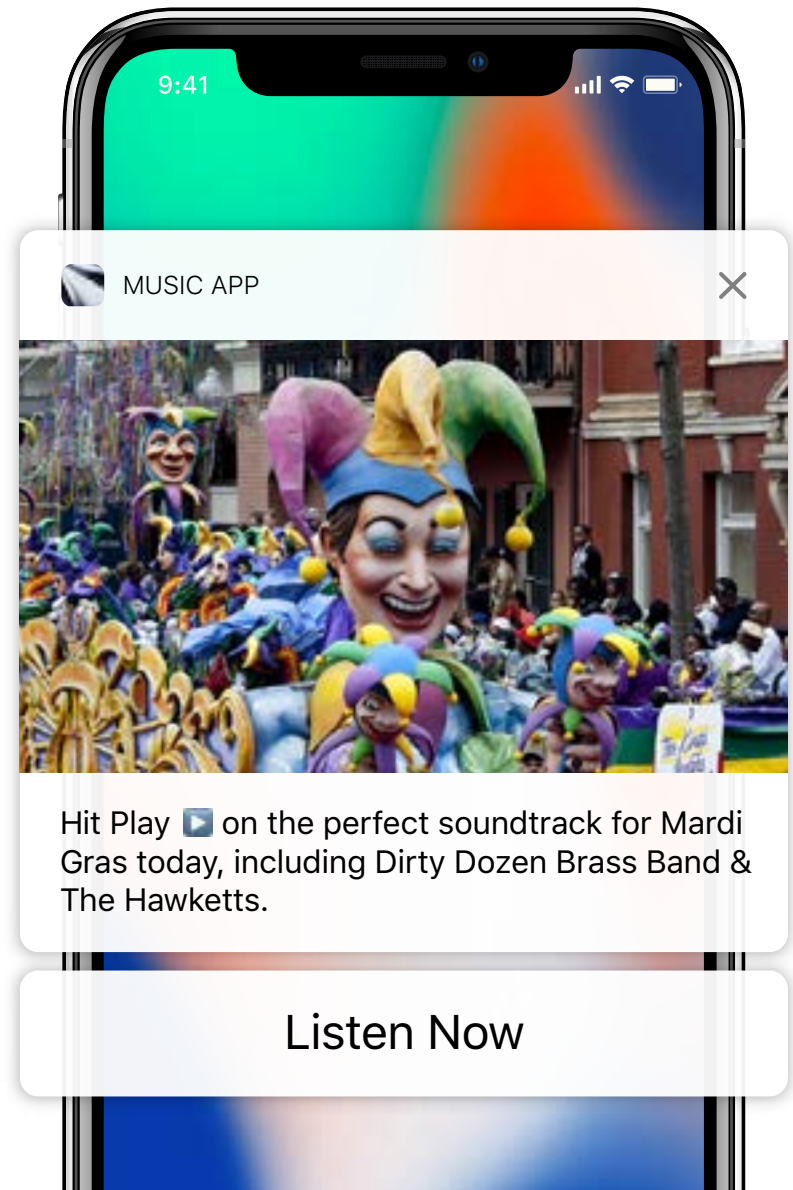 9:41
MUSIC APP
Hit Play ▶️ on the perfect soundtrack for Mardi
Gras today, including Dirty Dozen Brass Band &
The Hawketts.
Listen Now